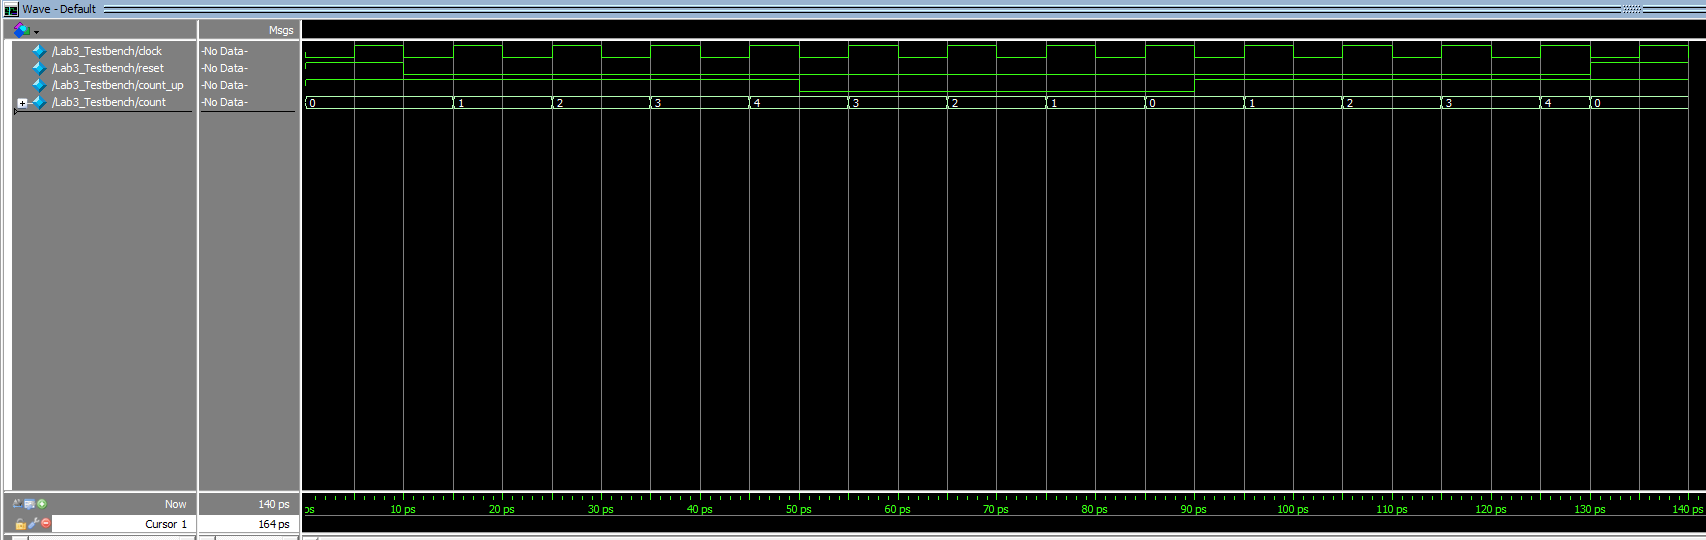 Wave - Default
Msgs
/Lab3_Testbench/clock -No Data-
/Lab3_Testbench/reset -No Data-
/Lab3_Testbench/count_up -No Data-
/Lab3_Testbench/count -No Data- 0 1 2 3 4 3 2 1 0 1 2 3 4 0
Now 140 ps ps 10 ps 20 ps 30 ps 40 ps 50 ps 60 ps 70 ps 80 ps 90 ps 100 ps 110 ps 120 ps 130 ps 140 ps
Cursor 1 164 ps